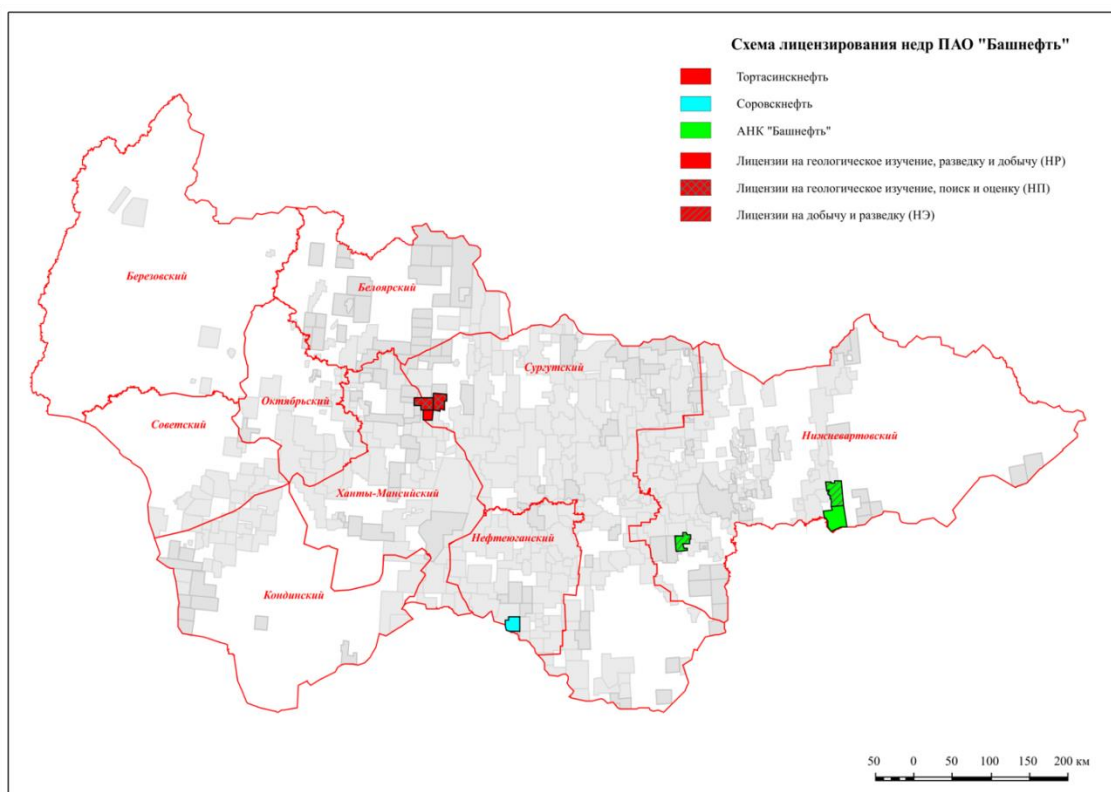 Схема лицензирования недр ПАО "Башнефть"
Тортасинскнефть
Соровскнефть
АНК "Башнефть"
Лицензии на геологическое изучение, разведку и добычу (НР)
Лицензии на геологическое изучение, поиск и оценку (НП)
Лицензии на добычу и разведку (НЭ)
Березовский
Белоярский
Сургутский
Октябрьский
Советский
Нижневартовский
Ханты-Мансийский
Нефтеюганский
Кондинский
50 0 50 100 150 200 км